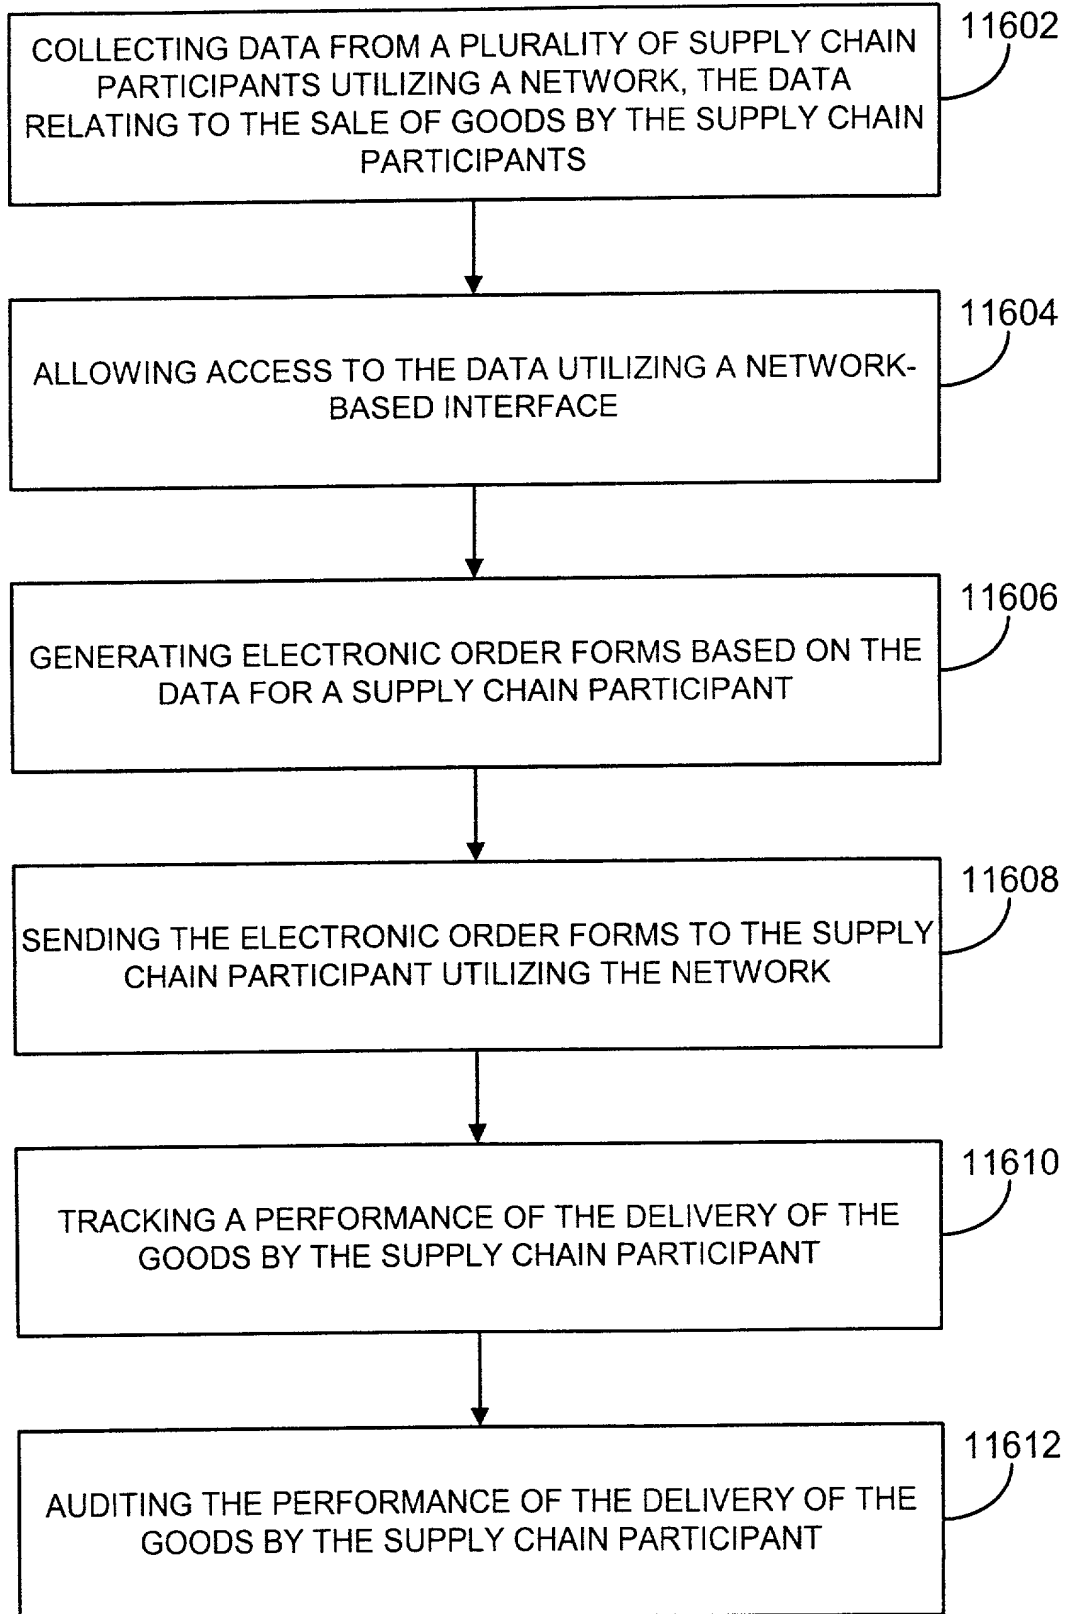 11602
COLLECTING DATA FROM A PLURALITY OF SUPPLY CHAIN
PARTICIPANTS UTILIZING A NETWORK, THE DATA
RELATING TO THE SALE OF GOODS BY THE SUPPLY CHAIN
PARTICIPANTS
11604
ALLOWING ACCESS TO THE DATA UTILIZING A NETWORK-
BASED INTERFACE
11606
GENERATING ELECTRONIC ORDER FORMS BASED ON THE
DATA FOR A SUPPLY CHAIN PARTICIPANT
11608
SENDING THE ELECTRONIC ORDER FORMS TO THE SUPPLY
CHAIN PARTICIPANT UTILIZING THE NETWORK
11610
TRACKING A PERFORMANCE OF THE DELIVERY OF THE
GOODS BY THE SUPPLY CHAIN PARTICIPANT
11612
AUDITING THE PERFORMANCE OF THE DELIVERY OF THE
GOODS BY THE SUPPLY CHAIN PARTICIPANT